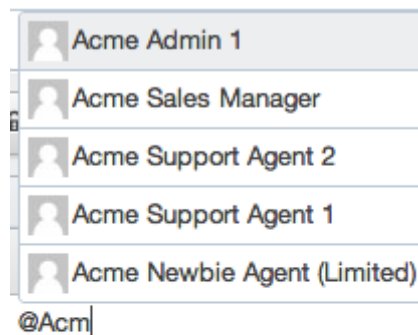 Acme Admin 1
Acme Sales Manager
Acme Support Agent 2
Acme Support Agent 1
Acme Newbie Agent (Limited)
@Acm